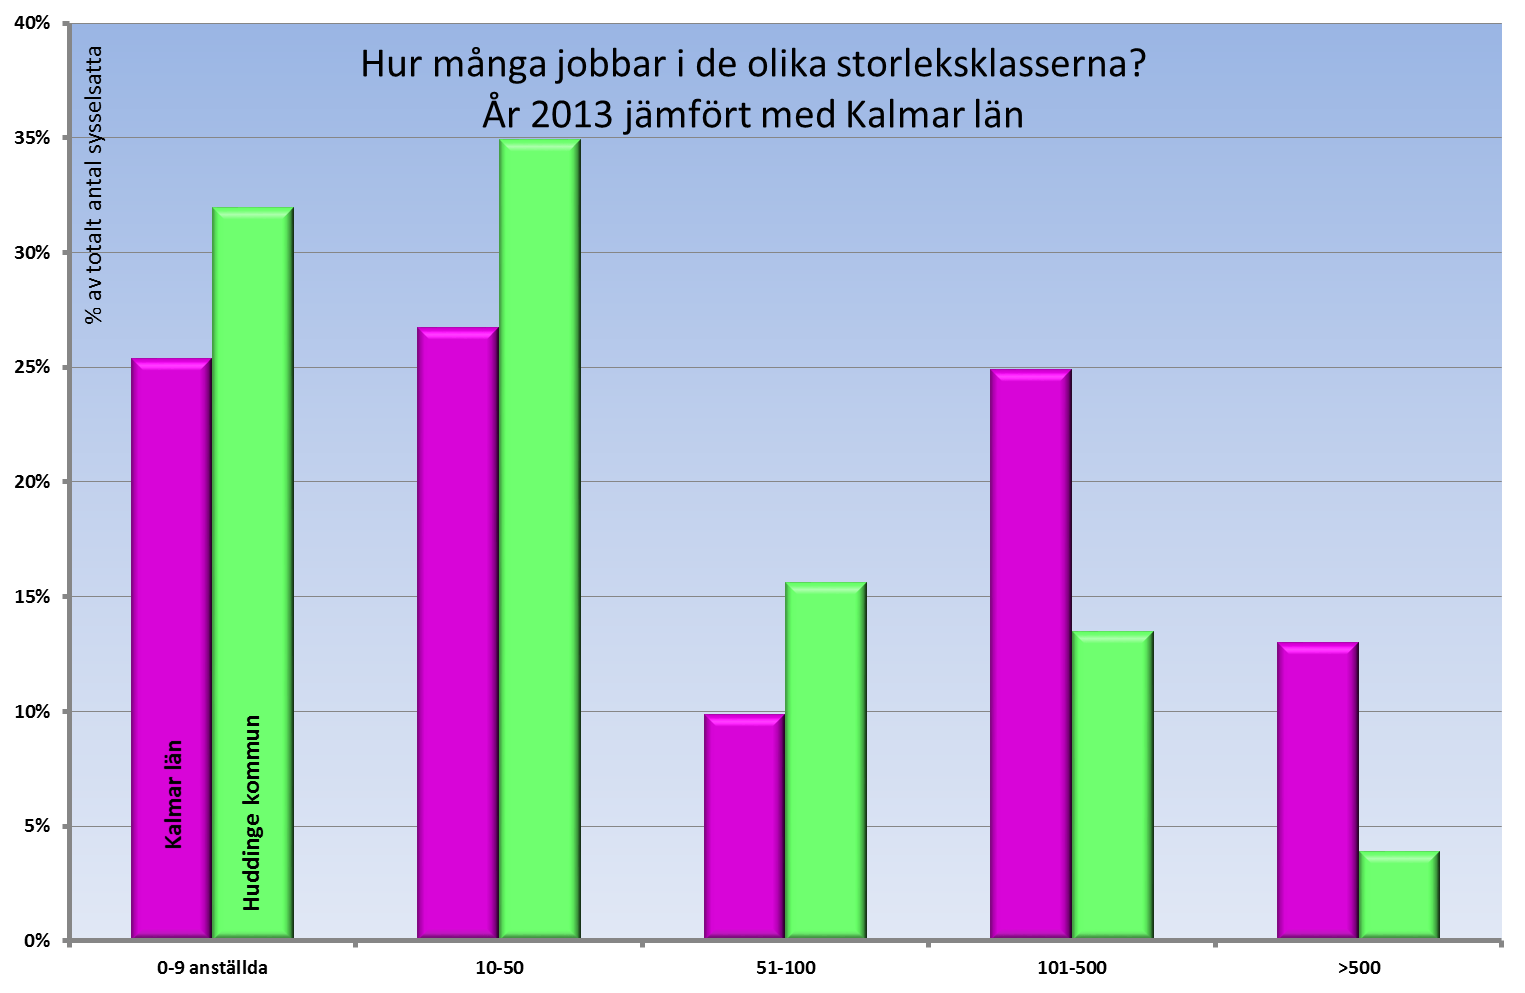 Hur många jobbar i de olika storleksklasserna?
År 2013 jämfört med Kalmar län
% av totalt antal sysselsatta
40%
35%
30%
25%
20%
15%
10%
5%
0%
Kalmar län
Huddinge kommun
0-9 anställda
10-50
51-100
101-500
>500